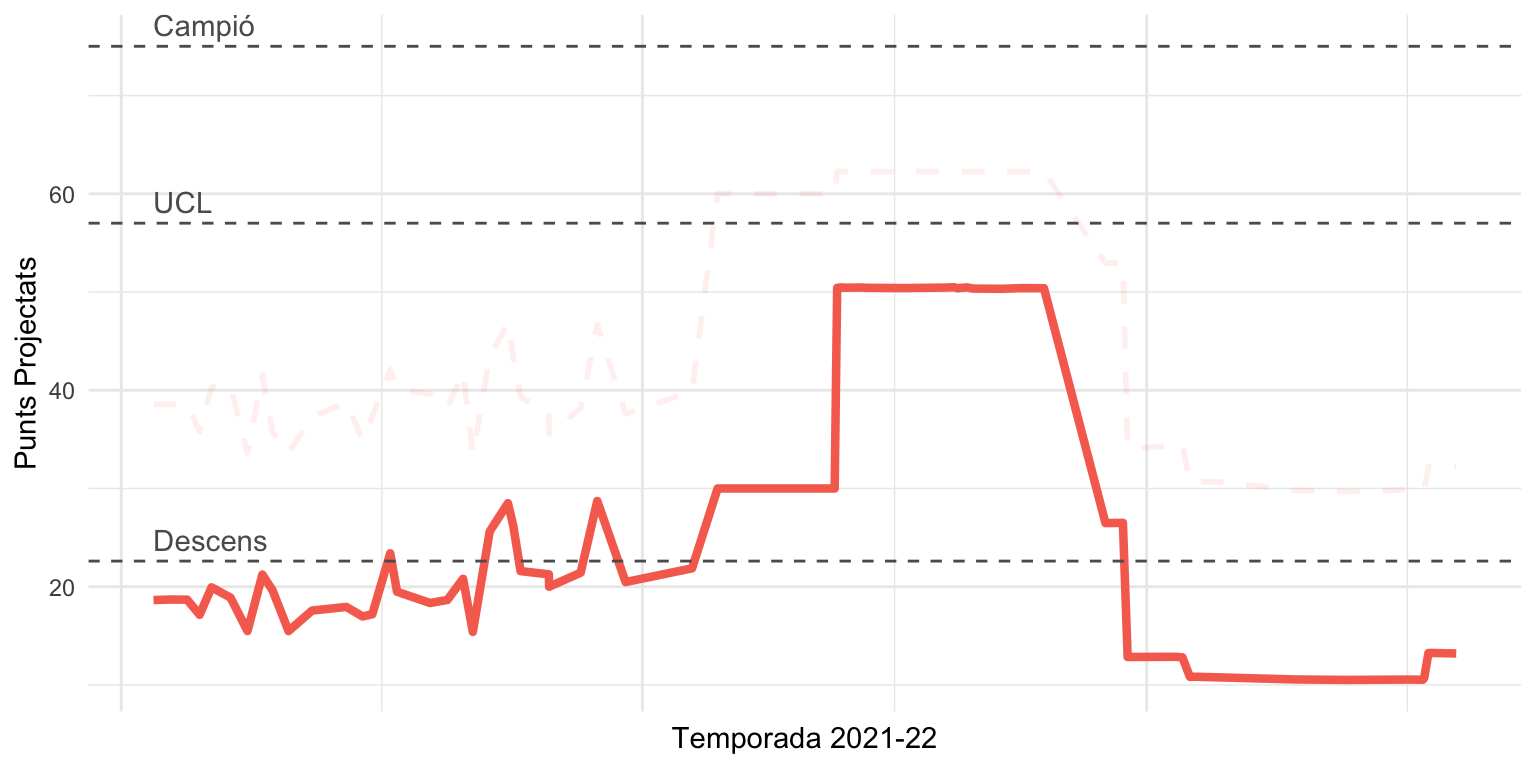 Campió
60
UCL
Punts Projectats
40
Descens
20
Temporada 2021-22